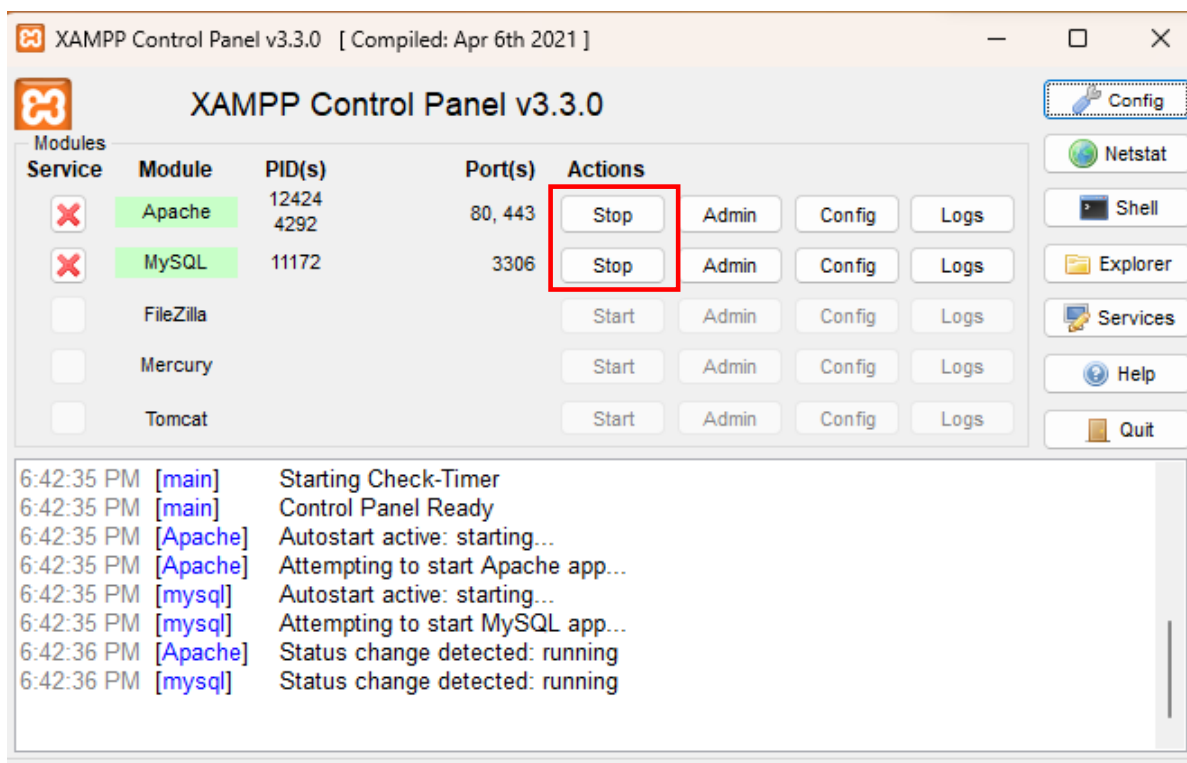 XAMPP Control Panel v3.3.0 [ Compiled: Apr 6th 2021 ]
XAMPP Control Panel v3.3.0
Config
Modules
Service Module PID(s) Port(s) Actions
Netstat
Apache 12424 4292 80, 443 Stop Admin Config Logs
Shell
MySQL 11172 3306 Stop Admin Config Logs
Explorer
FileZilla Start Admin Config Logs
Services
Mercury Start Admin Config Logs
Help
Tomcat Start Admin Config Logs
Quit
6:42:35 PM [main] Starting Check-Timer
6:42:35 PM [main] Control Panel Ready
6:42:35 PM [Apache] Autostart active: starting...
6:42:35 PM [Apache] Attempting to start Apache app...
6:42:35 PM [mysql] Autostart active: starting...
6:42:35 PM [mysql] Attempting to start MySQL app...
6:42:36 PM [Apache] Status change detected: running
6:42:36 PM [mysql] Status change detected: running